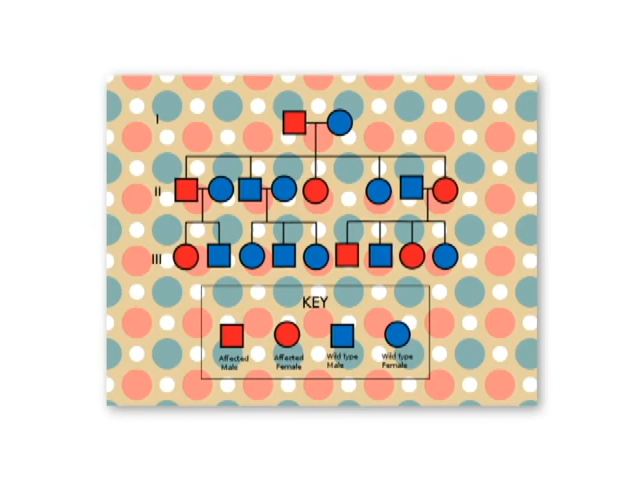 I
II
III
KEY
Affected
Male
Affected
Female
Wild type
Male
Wild type
Female